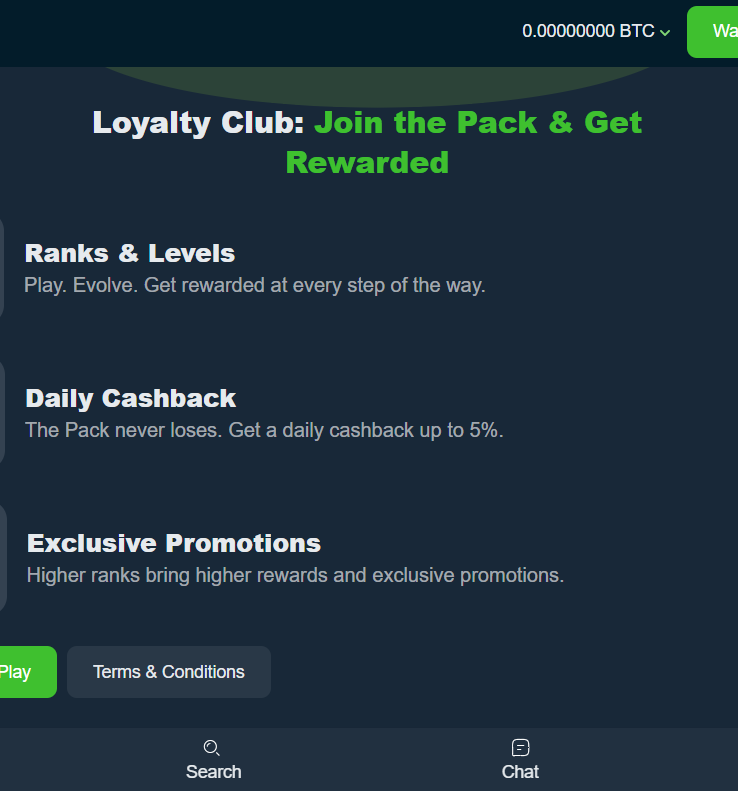 0.00000000 BTC
Loyalty Club: Join the Pack & Get
Rewarded
Ranks & Levels
Play. Evolve. Get rewarded at every step of the way.
Daily Cashback
The Pack never loses. Get a daily cashback up to 5%.
Exclusive Promotions
Higher ranks bring higher rewards and exclusive promotions.
Play
Terms & Conditions
Search
Chat